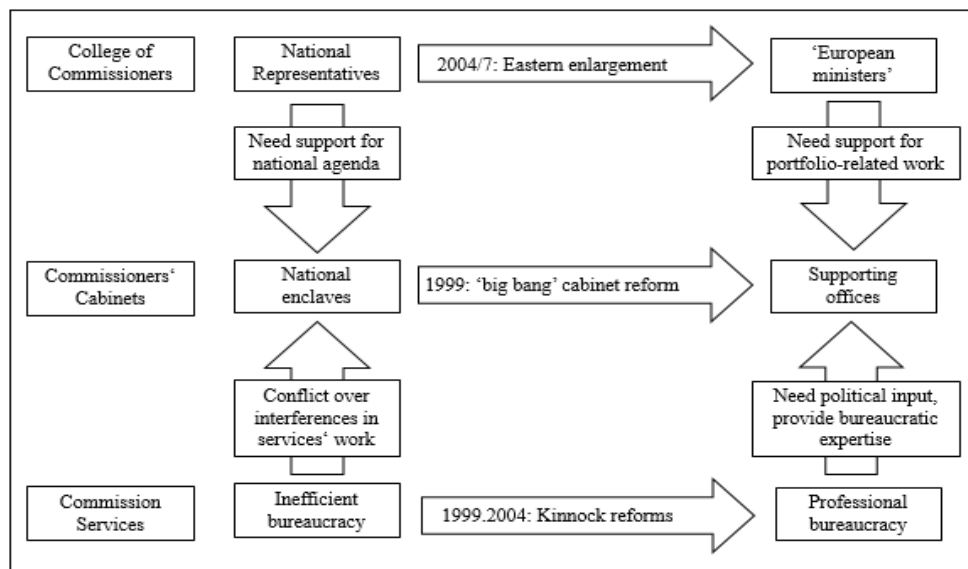 College of
Commissioners
National
Representatives
2004/7: Eastern enlargement
‘European
ministers’
Need support for
national agenda
Need support for
portfolio-related work
Commissioners‘
Cabinets
National
enclaves
1999: ‘big bang’ cabinet reform
Supporting
offices
Conflict over
interferences in
services‘ work
Need political input,
provide bureaucratic
expertise
Commission
Services
Inefficient
bureaucracy
1999.2004: Kinnock reforms
Professional
bureaucracy